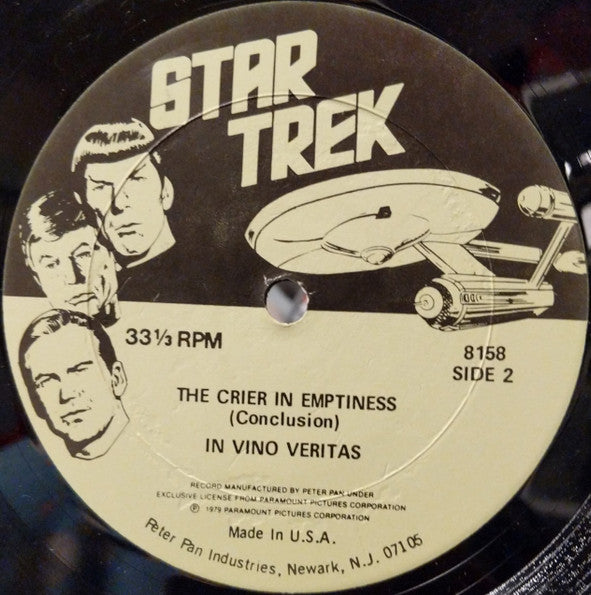 STAR
TREK
33⅓ RPM
8158
SIDE 2
THE CRIER IN EMPTINESS
(Conclusion)
IN VINO VERITAS
RECORD MANUFACTURED BY PETER PAN UNDER
EXCLUSIVE LICENSE FROM PARAMOUNT PICTURES CORPORATION
℗ 1979 PARAMOUNT PICTURES CORPORATION
Made In U.S.A.
Peter Pan Industries, Newark, N.J. 07105